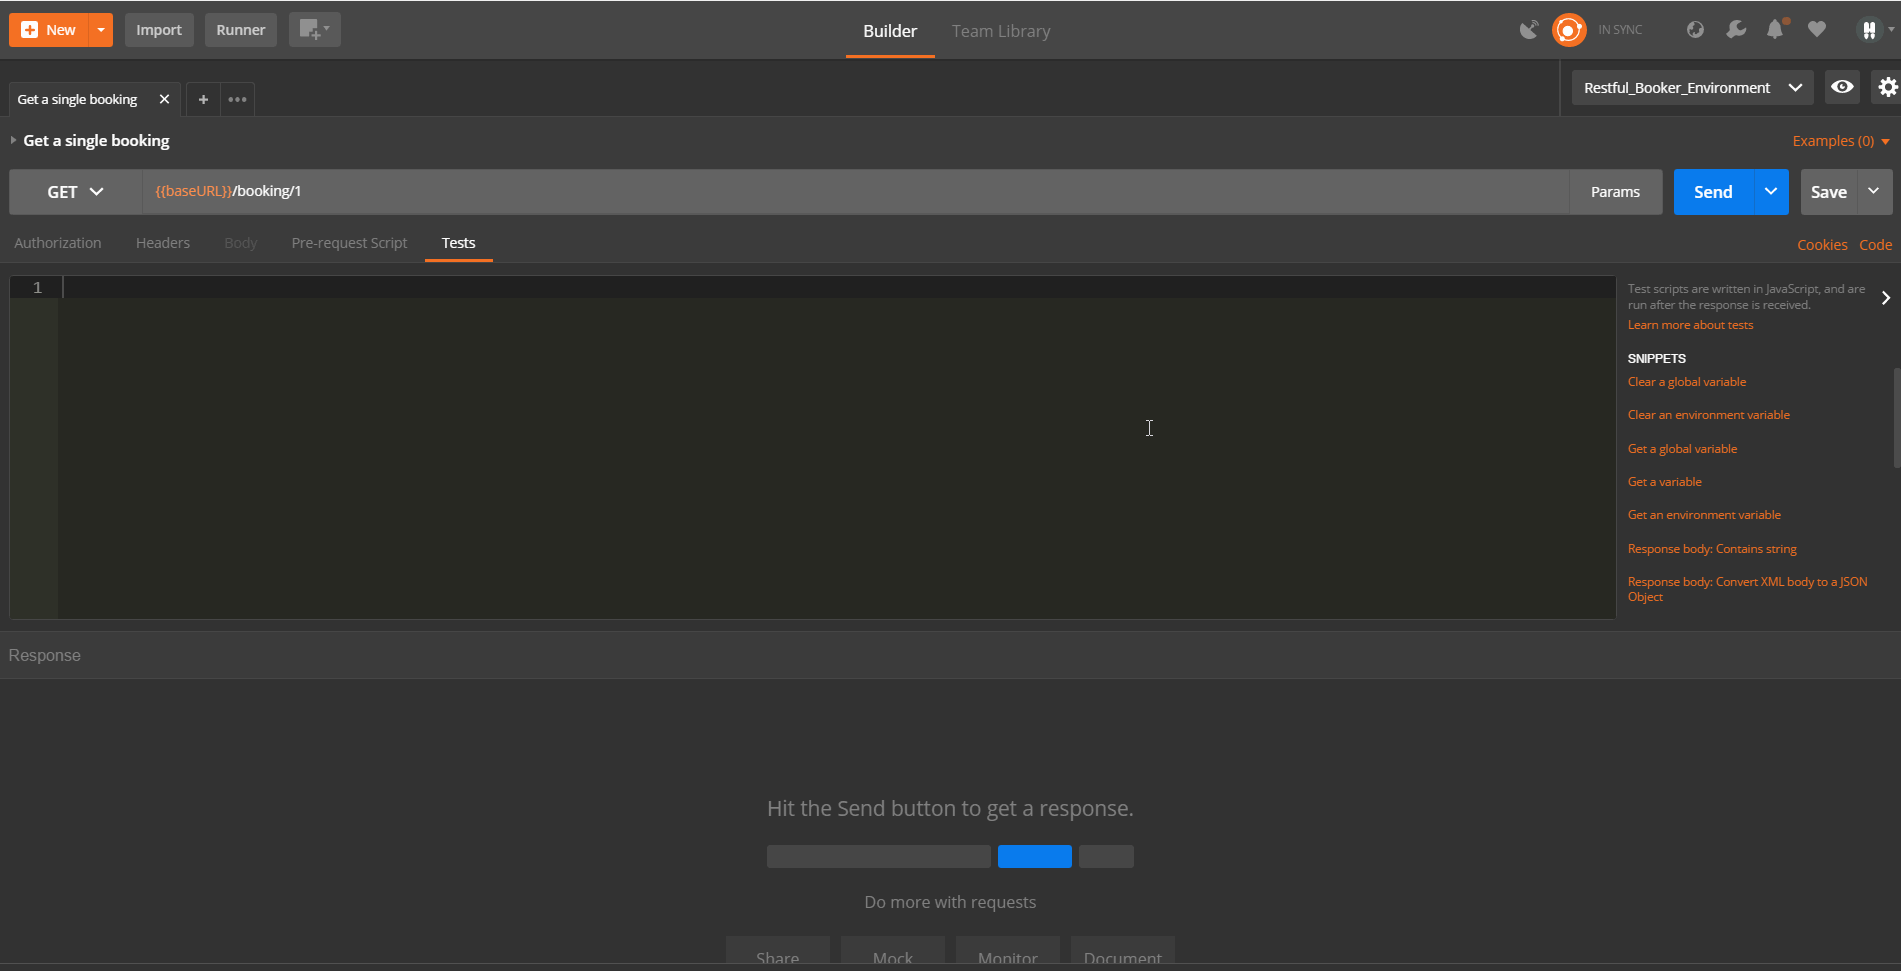 New Import Runner Builder Team Library IN SYNC
Get a single booking Restful_Booker_Environment
Get a single booking Examples (0)
GET {{baseURL}}/booking/1 Params Send Save
Authorization Headers Body Pre-request Script Tests Cookies Code
1
Test scripts are written in JavaScript, and are
run after the response is received.
Learn more about tests
SNIPPETS
Clear a global variable
Clear an environment variable
Get a global variable
Get a variable
Get an environment variable
Response body: Contains string
Response body: Convert XML body to a JSON
Object
Response
Hit the Send button to get a response.
Do more with requests
Share Mock Monitor Document